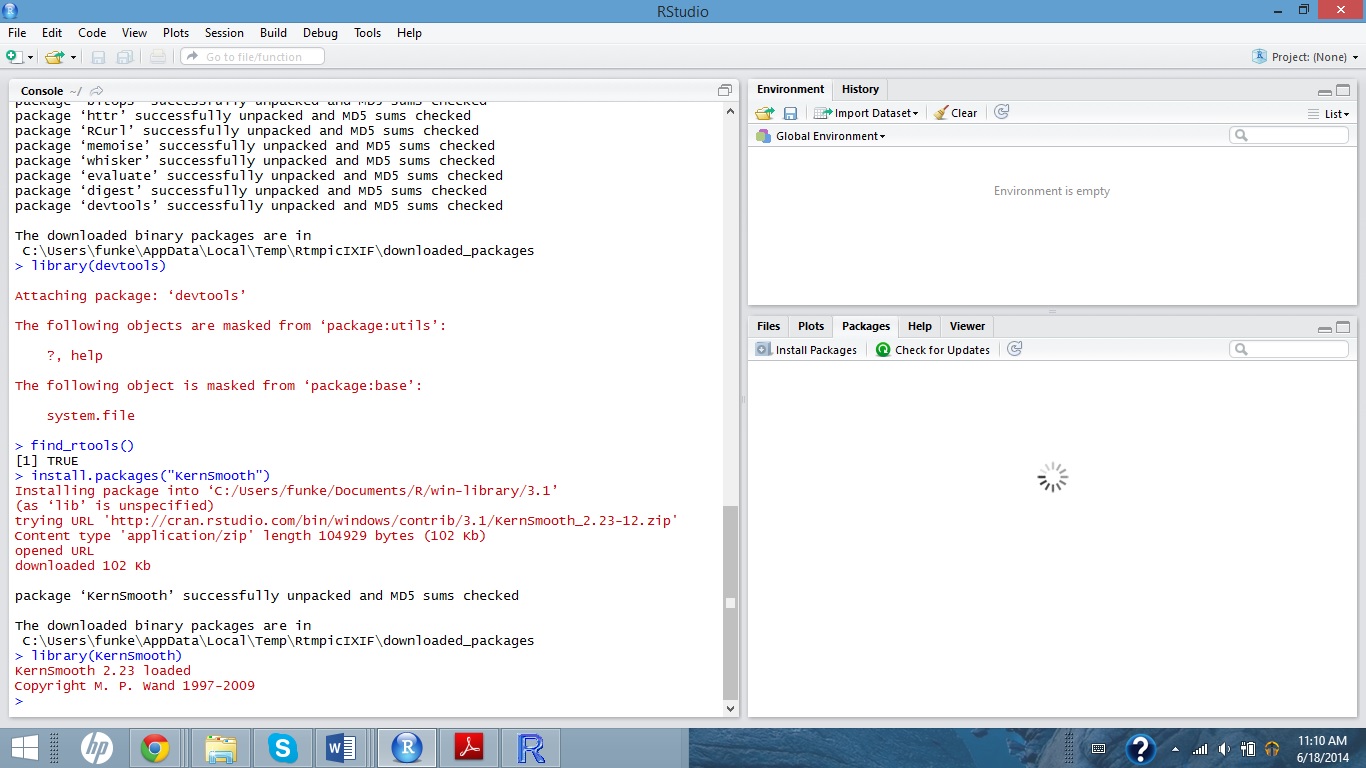 RStudio
File Edit Code View Plots Session Build Debug Tools Help
Go to file/function
Project: (None)
Console ~/
package ‘bitops’ successfully unpacked and MD5 sums checked
package ‘httr’ successfully unpacked and MD5 sums checked
package ‘RCurl’ successfully unpacked and MD5 sums checked
package ‘memoise’ successfully unpacked and MD5 sums checked
package ‘whisker’ successfully unpacked and MD5 sums checked
package ‘evaluate’ successfully unpacked and MD5 sums checked
package ‘digest’ successfully unpacked and MD5 sums checked
package ‘devtools’ successfully unpacked and MD5 sums checked
The downloaded binary packages are in
C:\Users\funke\AppData\Local\Temp\RtmpicIXIF\downloaded_packages
> library(devtools)
Attaching package: ‘devtools’
The following objects are masked from ‘package:utils’:
?, help
The following object is masked from ‘package:base’:
system.file
> find_rtools()
[1] TRUE
> install.packages("KernSmooth")
Installing package into ‘C:/Users/funke/Documents/R/win-library/3.1’
(as ‘lib’ is unspecified)
trying URL 'http://cran.rstudio.com/bin/windows/contrib/3.1/KernSmooth_2.23-12.zip'
Content type 'application/zip' length 104929 bytes (102 Kb)
opened URL
downloaded 102 Kb
package ‘KernSmooth’ successfully unpacked and MD5 sums checked
The downloaded binary packages are in
C:\Users\funke\AppData\Local\Temp\RtmpicIXIF\downloaded_packages
> library(KernSmooth)
KernSmooth 2.23 loaded
Copyright M. P. Wand 1997-2009
>
Environment History
Import Dataset Clear List
Global Environment
Environment is empty
Files Plots Packages Help Viewer
Install Packages Check for Updates
11:10 AM
6/18/2014